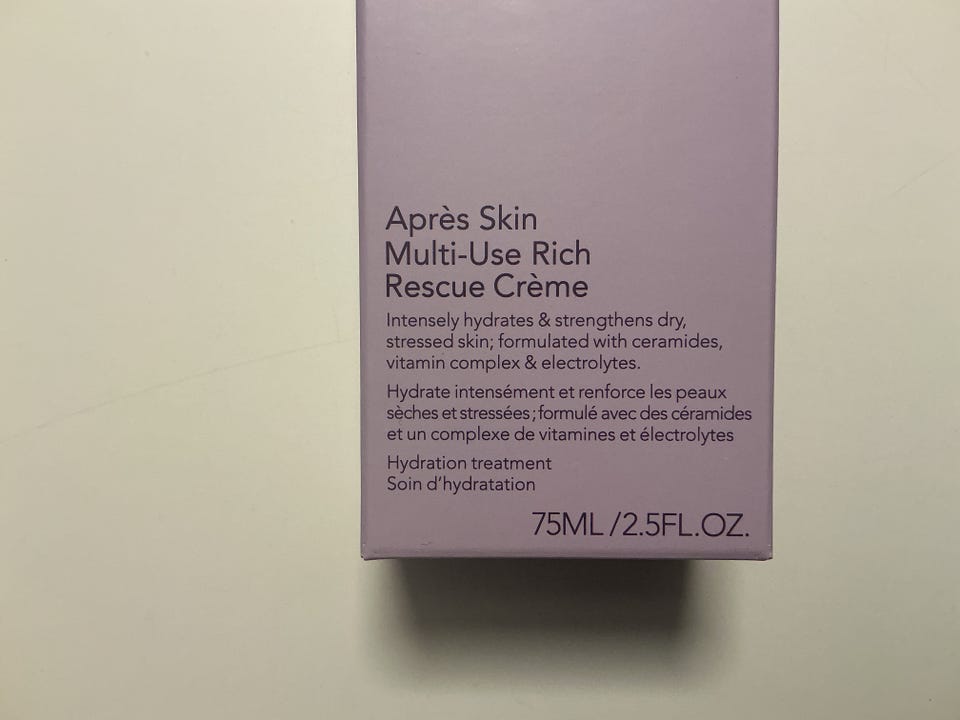 Après Skin
Multi-Use Rich
Rescue Crème
Intensely hydrates & strengthens dry,
stressed skin; formulated with ceramides,
vitamin complex & electrolytes.
Hydrate intensément et renforce les peaux
sèches et stressées ; formulé avec des céramides
et un complexe de vitamines et électrolytes
Hydration treatment
Soin d'hydratation
75ML / 2.5FL.OZ.